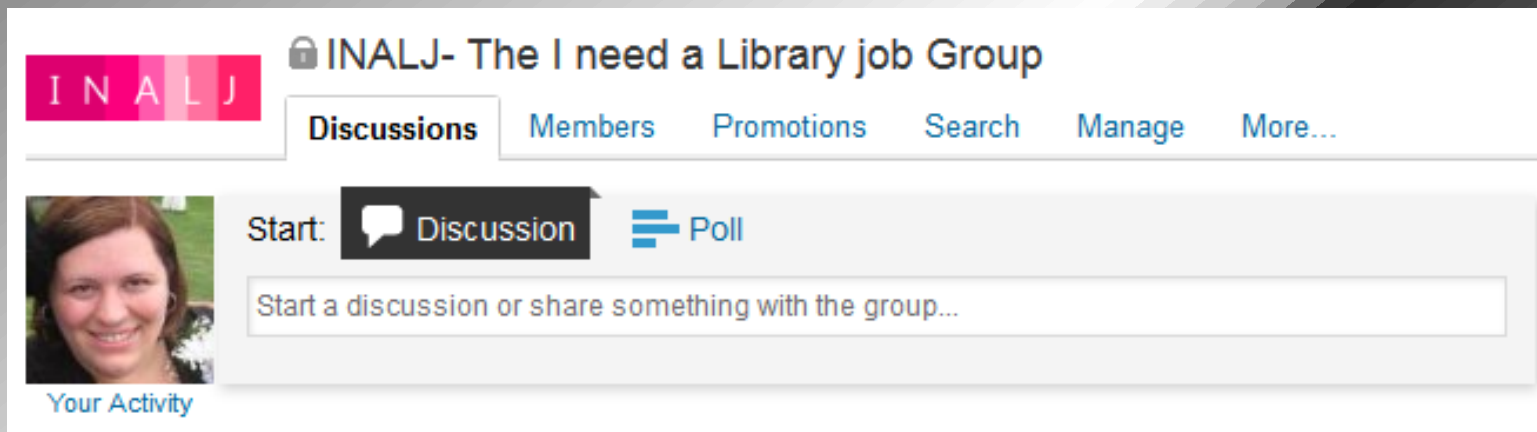 INALJ- The I need a Library job Group
I N A L J
Discussions Members Promotions Search Manage More...
Start: Discussion Poll
Start a discussion or share something with the group...
Your Activity